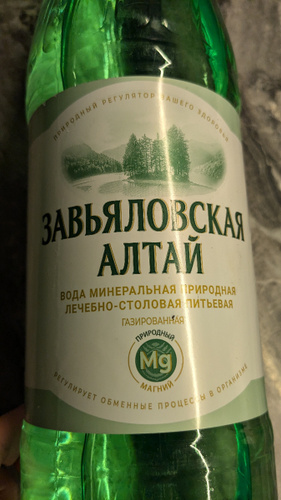 ПРИРОДНЫЙ РЕГУЛЯТОР ВАШЕГО ЗДОРОВЬЯ
ЗАВЬЯЛОВСКАЯ
АЛТАЙ
ВОДА МИНЕРАЛЬНАЯ ПРИРОДНАЯ
ЛЕЧЕБНО-СТОЛОВАЯ ПИТЬЕВАЯ
ГАЗИРОВАННАЯ
ПРИРОДНЫЙ
Mg
МАГНИЙ
РЕГУЛИРУЕТ ОБМЕННЫЕ ПРОЦЕССЫ В ОРГАНИЗМЕ